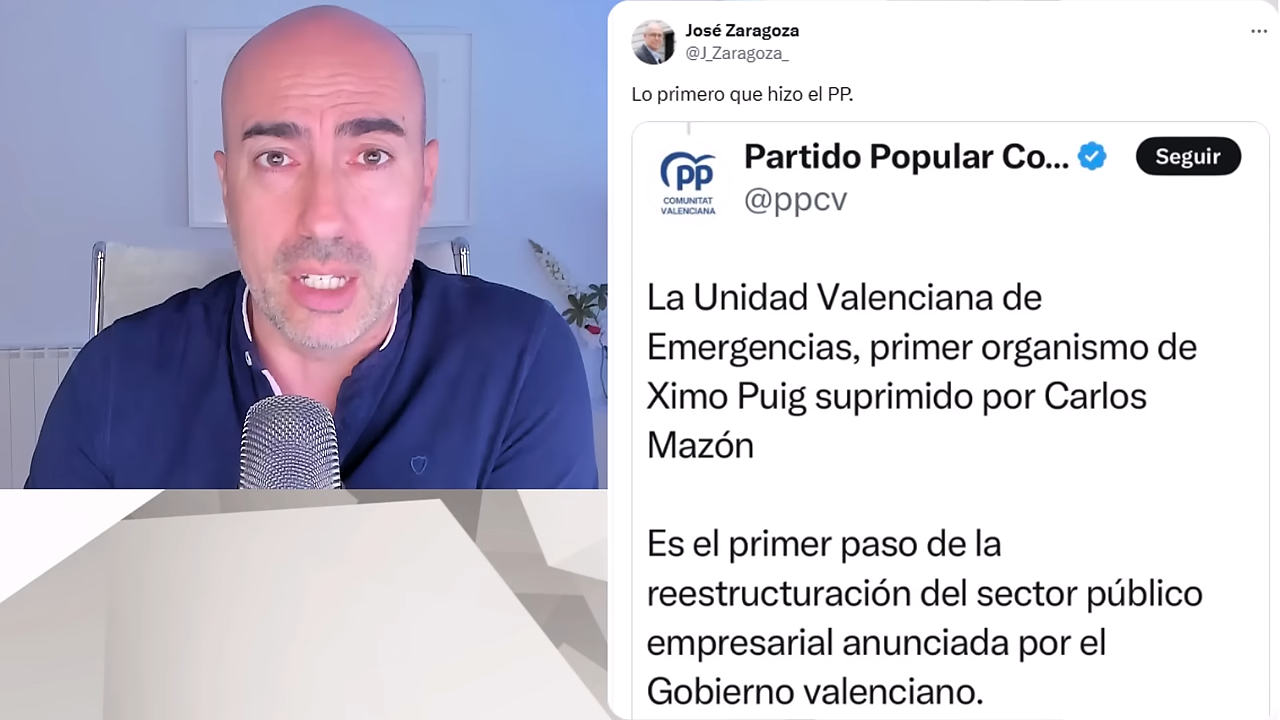 José Zaragoza
@J_Zaragoza_
Lo primero que hizo el PP.
Partido Popular Co...
Seguir
@ppcv
PP
COMUNITAT
VALENCIANA
La Unidad Valenciana de
Emergencias, primer organismo de
Ximo Puig suprimido por Carlos
Mazón
Es el primer paso de la
reestructuración del sector público
empresarial anunciada por el
Gobierno valenciano.